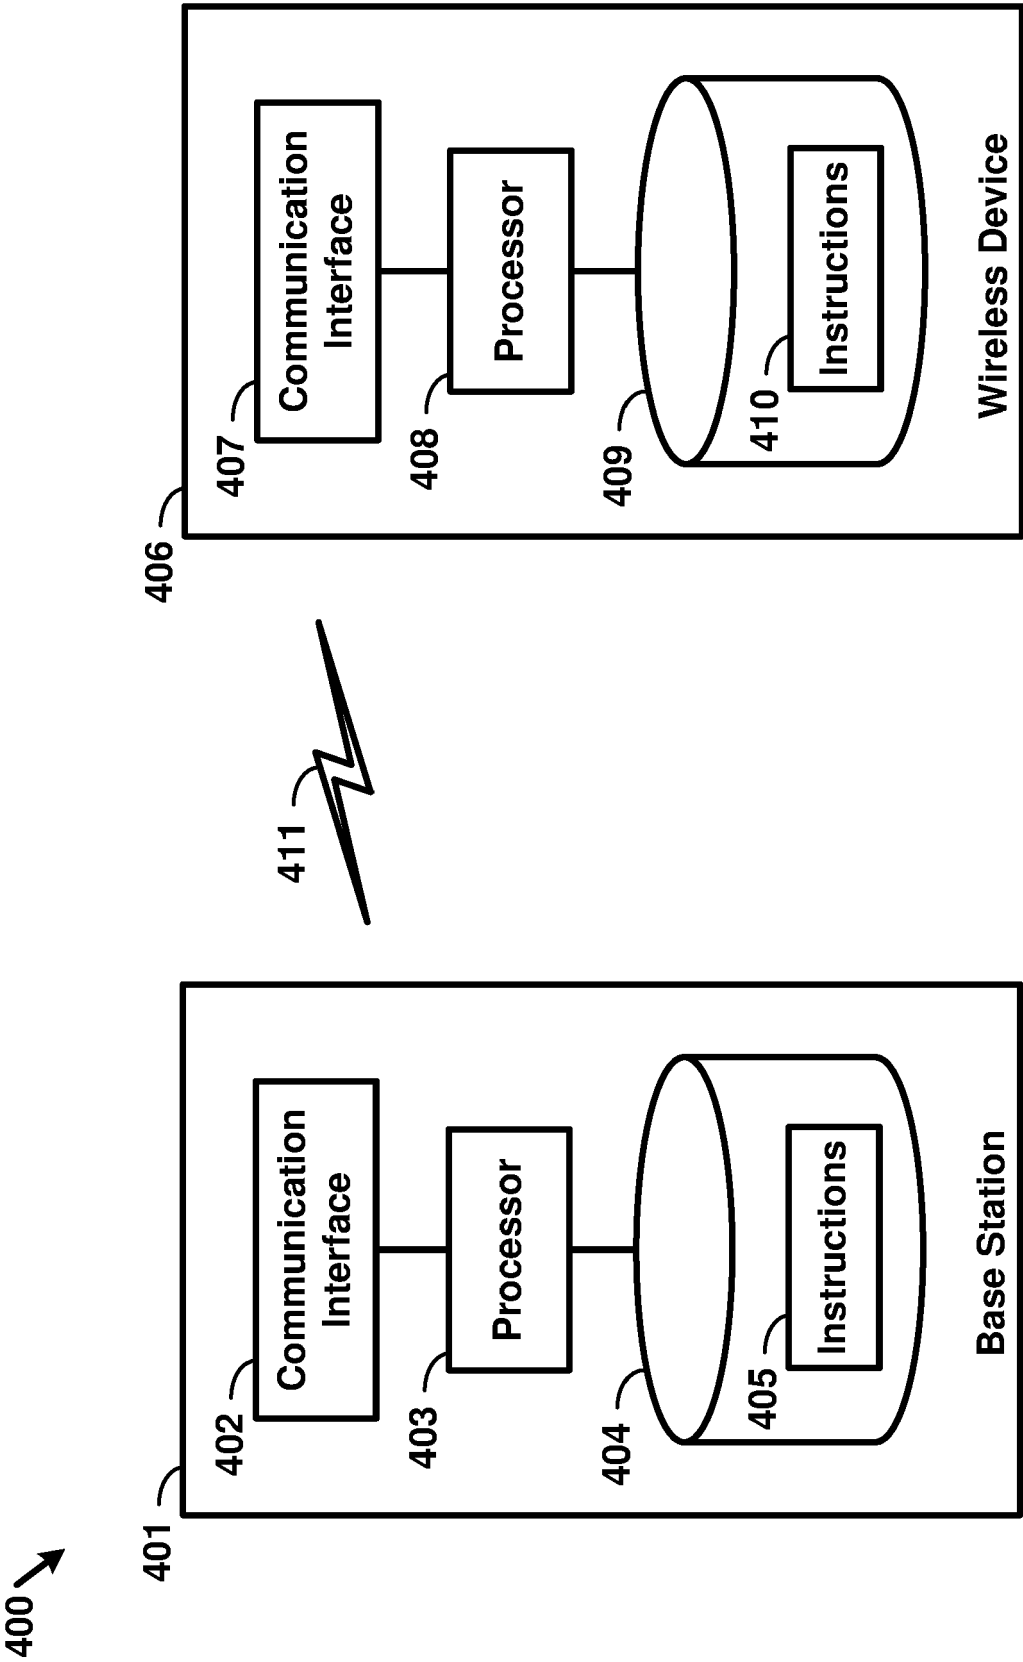 400
401
402
Communication
Interface
403
Processor
404
405
Instructions
Base Station
411
406
407
Communication
Interface
408
Processor
409
410
Instructions
Wireless Device